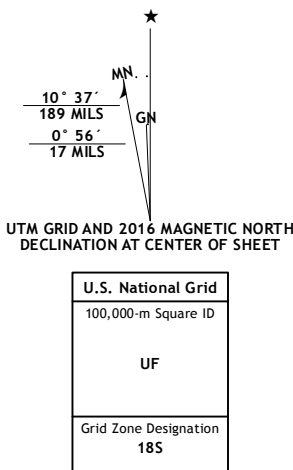 ★
MN
10° 37´
189 MILS
GN
0° 56´
17 MILS
UTM GRID AND 2016 MAGNETIC NORTH
DECLINATION AT CENTER OF SHEET
U.S. National Grid
100,000-m Square ID
UF
Grid Zone Designation
18S